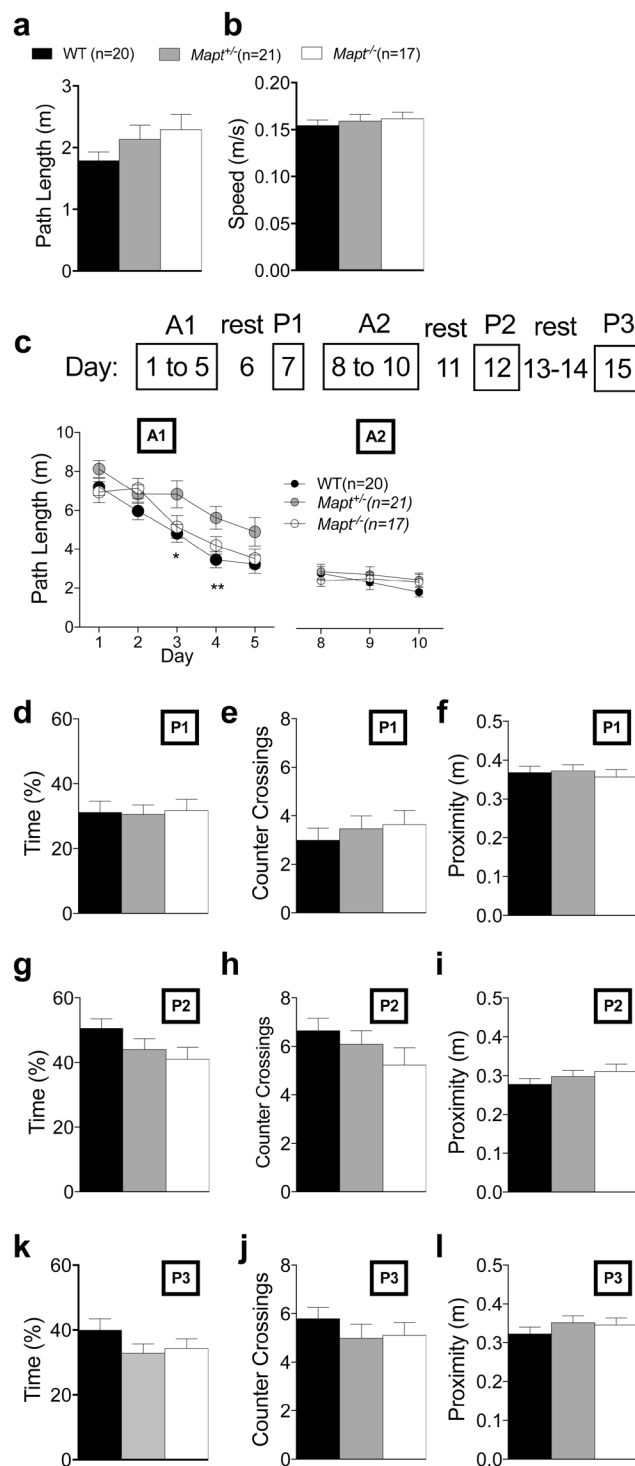 a
b
WT (n=20) Mapt+/-(n=21) Mapt-/-(n=17)
Path Length (m)
3
2
1
0
Speed (m/s)
0.20
0.15
0.10
0.05
0.00
c
A1 rest P1 A2 rest P2 rest P3
Day: 1 to 5 6 7 8 to 10 11 12 13-14 15
A1
A2
Path Length (m)
10
8
6
4
2
0
*
**
1 2 3 4 5
Day
WT(n=20)
Mapt+/-(n=21)
Mapt-/-(n=17)
8 9 10
d
P1
Time (%)
60
40
20
0
e
P1
Counter Crossings
8
6
4
2
0
f
P1
Proximity (m)
0.5
0.4
0.3
0.2
0.1
0.0
g
P2
Time (%)
60
40
20
0
h
P2
Counter Crossings
8
6
4
2
0
i
P2
Proximity (m)
0.5
0.4
0.3
0.2
0.1
0.0
k
P3
Time (%)
60
40
20
0
j
P3
Counter Crossings
8
6
4
2
0
l
P3
Proximity (m)
0.5
0.4
0.3
0.2
0.1
0.0